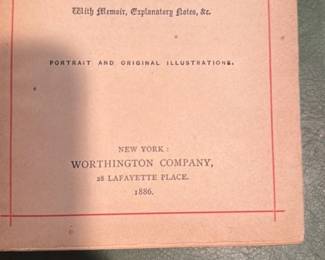 With Memoir, Explanatory Notes, &c.
PORTRAIT AND ORIGINAL ILLUSTRATIONS.
NEW YORK:
WORTHINGTON COMPANY,
28 LAFAYETTE PLACE.
1886.